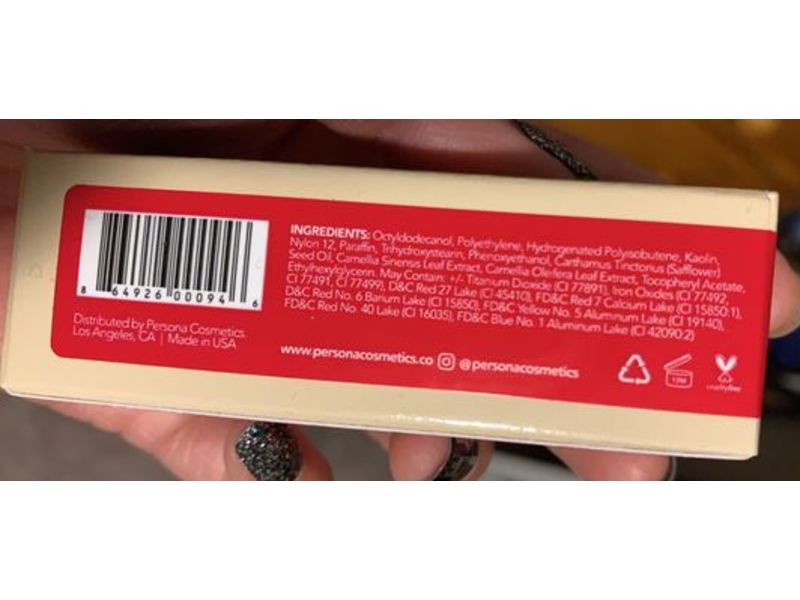 INGREDIENTS: Octyldodecanol, Polyethylene, Hydrogenated Polyisobutene, Kaolin,
Nylon 12, Paraffin, Trihydroxystearin, Phenoxyethanol, Carthamus Tinctorius (Safflower)
Seed Oil, Camellia Sinensis Leaf Extract, Camellia Oleifera Leaf Extract, Tocopheryl Acetate,
Ethylhexylglycerin. May Contain: +/- Titanium Dioxide (CI 77891), Iron Oxides (CI 77492,
CI 77491, CI 77499), D&C Red 27 Lake (CI 45410), FD&C Red 7 Calcium Lake (CI 15850:1),
D&C Red No. 6 Barium Lake (CI 15850), FD&C Yellow No. 5 Aluminum Lake (CI 19140),
FD&C Red No. 40 Lake (CI 16035), FD&C Blue No. 1 Aluminum Lake (CI 42090:2)
8 64926 00094 6
Distributed by Persona Cosmetics.
Los Angeles, CA | Made in USA
www.personacosmetics.co @personacosmetics
12M
crueltyfree